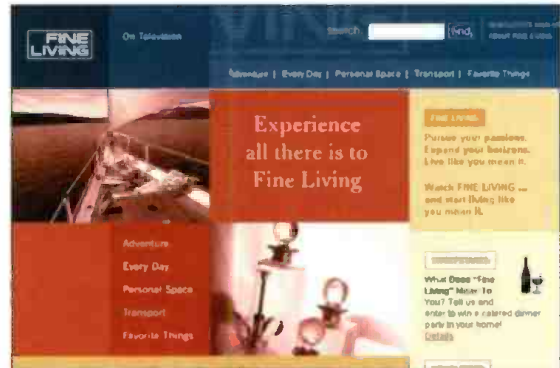 FINE
LIVING
On Television
search
find
Adventure | Every Day | Personal Space | Transport | Favorite Things
Experience
all there is to
Fine Living
FINE LIVING
Pursue your passions.
Expand your horizons.
Live like you mean it.
Watch FINE LIVING ...
and start living like
you mean it.
Adventure
Every Day
Personal Space
Transport
Favorite Things
What Does "Fine
Living" Mean To
You? Tell us and
enter to win a catered dinner
party in your home!
Details